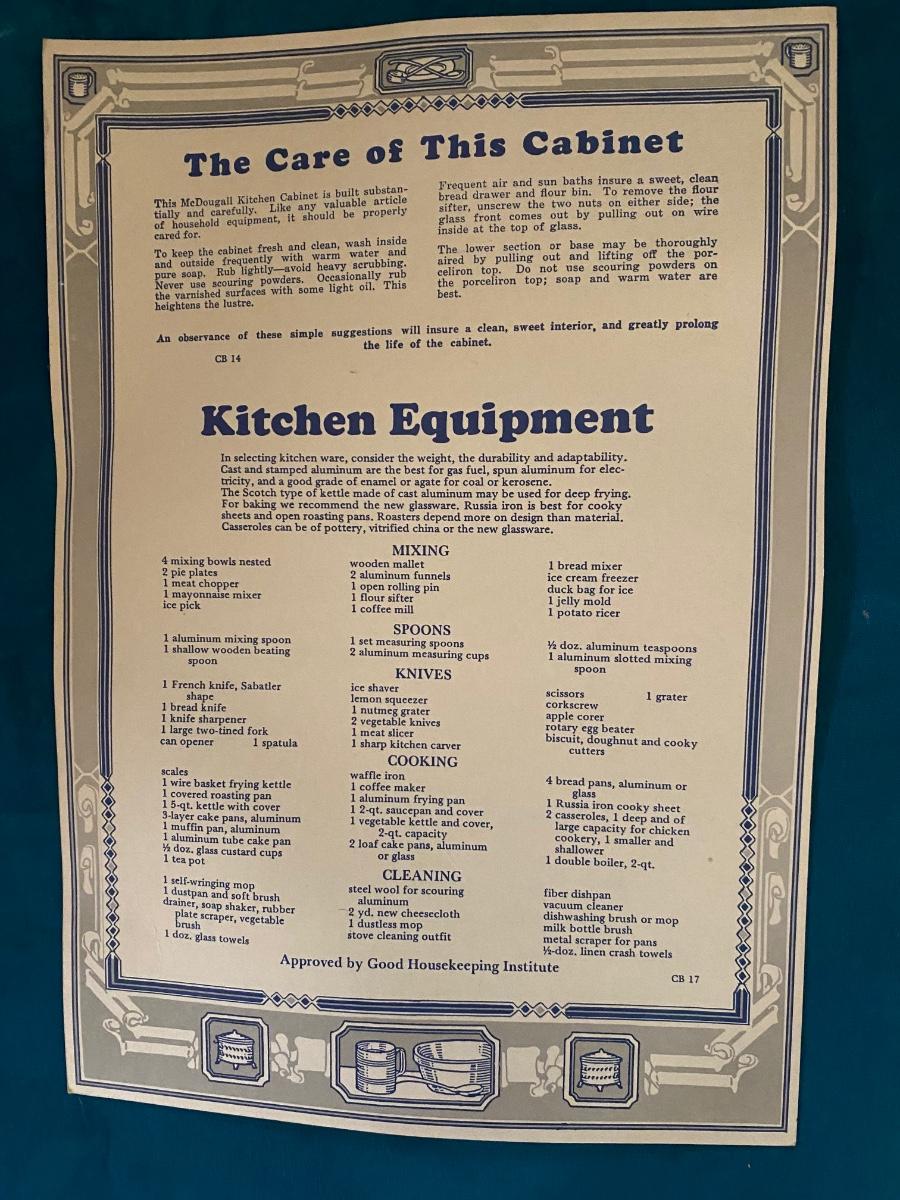 The Care of This Cabinet
This McDougall Kitchen Cabinet is built substan-
tially and carefully. Like any valuable article
of household equipment, it should be properly
cared for.
To keep the cabinet fresh and clean, wash inside
and outside frequently with warm water and
pure soap. Rub lightly—avoid heavy scrubbing.
Never use scouring powders. Occasionally rub
the varnished surfaces with some light oil. This
heightens the lustre.
Frequent air and sun baths insure a sweet, clean
bread drawer and flour bin. To remove the flour
sifter, unscrew the two nuts on either side; the
glass front comes out by pulling out on wire
inside at the top of glass.
The lower section or base may be thoroughly
aired by pulling out and lifting off the por-
celiron top. Do not use scouring powders on
the porceliron top; soap and warm water are
best.
An observance of these simple suggestions will insure a clean, sweet interior, and greatly prolong
the life of the cabinet.
CB 14
Kitchen Equipment
In selecting kitchen ware, consider the weight, the durability and adaptability.
Cast and stamped aluminum are the best for gas fuel, spun aluminum for elec-
tricity, and a good grade of enamel or agate for coal or kerosene.
The Scotch type of kettle made of cast aluminum may be used for deep frying.
For baking we recommend the new glassware. Russia iron is best for cooky
sheets and open roasting pans. Roasters depend more on design than material.
Casseroles can be of pottery, vitrified china or the new glassware.
MIXING
4 mixing bowls nested
2 pie plates
1 meat chopper
1 mayonnaise mixer
ice pick
wooden mallet
2 aluminum funnels
1 open rolling pin
1 flour sifter
1 coffee mill
1 bread mixer
ice cream freezer
duck bag for ice
1 jelly mold
1 potato ricer
SPOONS
1 aluminum mixing spoon
1 shallow wooden beating
spoon
1 set measuring spoons
2 aluminum measuring cups
½ doz. aluminum teaspoons
1 aluminum slotted mixing
spoon
KNIVES
1 French knife, Sabatler
shape
1 bread knife
1 knife sharpener
1 large two-tined fork
can opener 1 spatula
ice shaver
lemon squeezer
1 nutmeg grater
2 vegetable knives
1 meat slicer
1 sharp kitchen carver
scissors 1 grater
corkscrew
apple corer
rotary egg beater
biscuit, doughnut and cooky
cutters
COOKING
scales
1 wire basket frying kettle
1 covered roasting pan
1 5-qt. kettle with cover
3-layer cake pans, aluminum
1 muffin pan, aluminum
1 aluminum tube cake pan
½ doz. glass custard cups
1 tea pot
waffle iron
1 coffee maker
1 aluminum frying pan
1 2-qt. saucepan and cover
1 vegetable kettle and cover,
2-qt. capacity
2 loaf cake pans, aluminum
or glass
4 bread pans, aluminum or
glass
1 Russia iron cooky sheet
2 casseroles, 1 deep and of
large capacity for chicken
cookery, 1 smaller and
shallower
1 double boiler, 2-qt.
CLEANING
1 self-wringing mop
1 dustpan and soft brush
drainer, soap shaker, rubber
plate scraper, vegetable
brush
1 doz. glass towels
steel wool for scouring
aluminum
2 yd. new cheesecloth
1 dustless mop
stove cleaning outfit
fiber dishpan
vacuum cleaner
dishwashing brush or mop
milk bottle brush
metal scraper for pans
½-doz. linen crash towels
Approved by Good Housekeeping Institute
CB 17